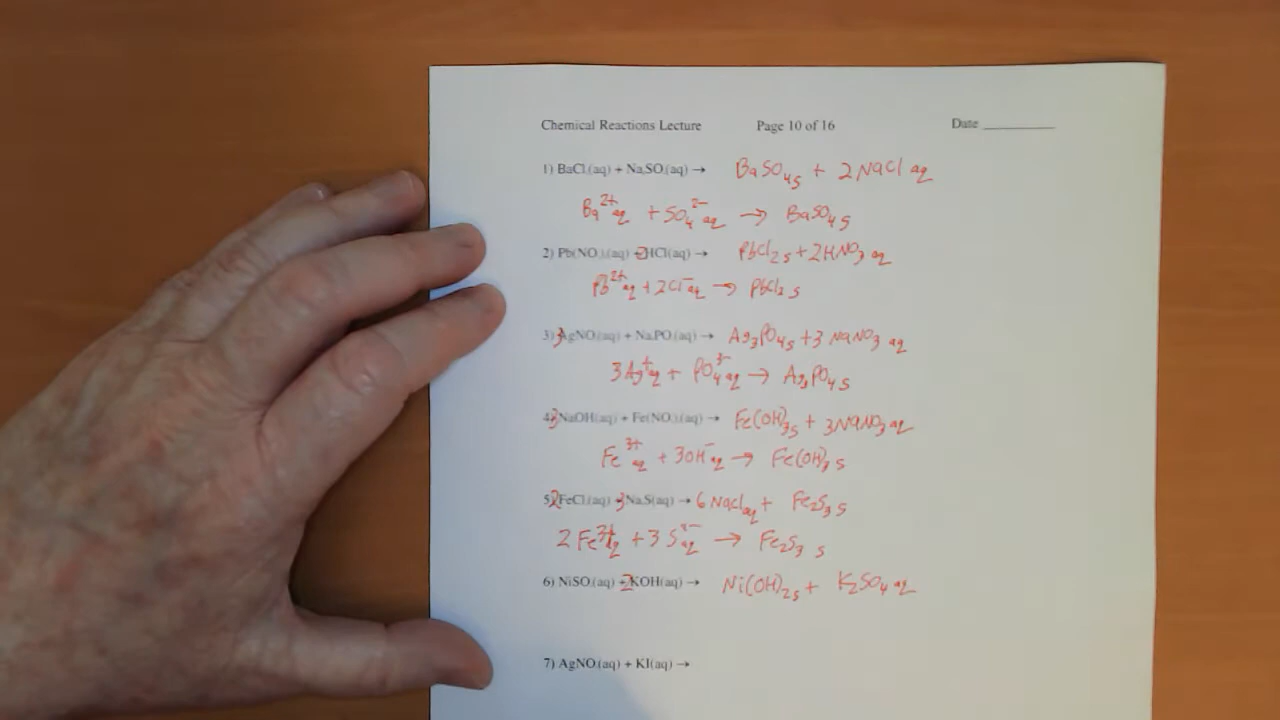 Chemical Reactions Lecture Page 10 of 16 Date ________
1) BaCl₂(aq) + Na₂SO₄(aq) → BaSO₄ s + 2 NaCl aq
Ba²⁺ aq + SO₄²⁻ aq → BaSO₄ s
2) Pb(NO₃)₂(aq) + 2HCl(aq) → PbCl₂ s + 2HNO₃ aq
Pb²⁺ aq + 2Cl⁻ aq → PbCl₂ s
3) 3AgNO₃(aq) + Na₃PO₄(aq) → Ag₃PO₄ s + 3 NaNO₃ aq
3Ag⁺ aq + PO₄³⁻ aq → Ag₃PO₄ s
4) 3NaOH(aq) + Fe(NO₃)₃(aq) → Fe(OH)₃ s + 3NaNO₃ aq
Fe³⁺ aq + 3OH⁻ aq → Fe(OH)₃ s
5) 2FeCl₃(aq) + 3Na₂S(aq) → 6 NaCl aq + Fe₂S₃ s
2 Fe³⁺ aq + 3 S²⁻ aq → Fe₂S₃ s
6) NiSO₄(aq) + 2KOH(aq) → Ni(OH)₂ s + K₂SO₄ aq
7) AgNO₃(aq) + KI(aq) →